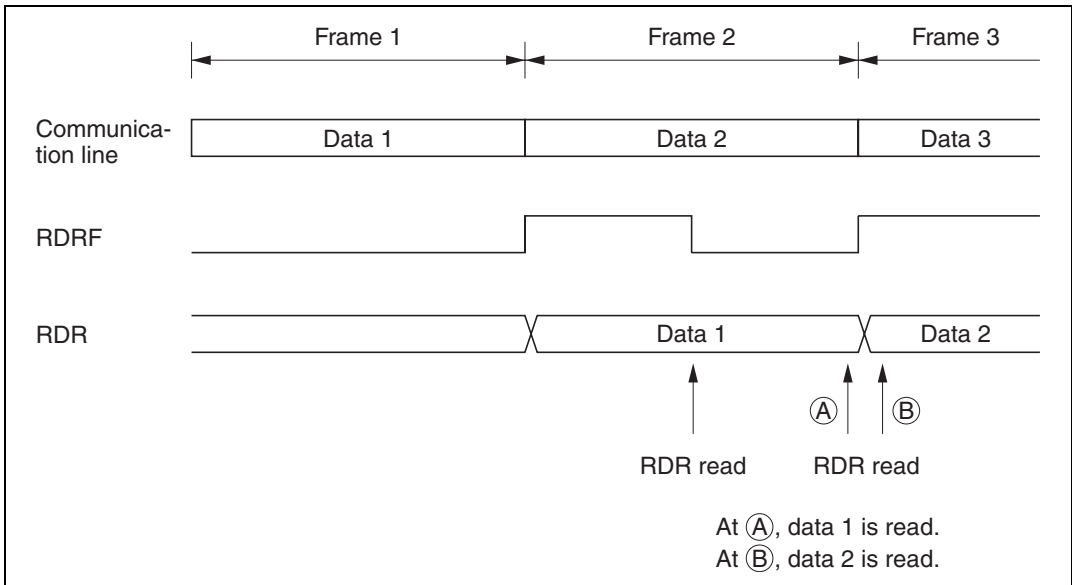 Frame 1
Frame 2
Frame 3
Communica-
tion line
Data 1
Data 2
Data 3
RDRF
RDR
Data 1
Data 2
A
B
RDR read
RDR read
At A, data 1 is read.
At B, data 2 is read.